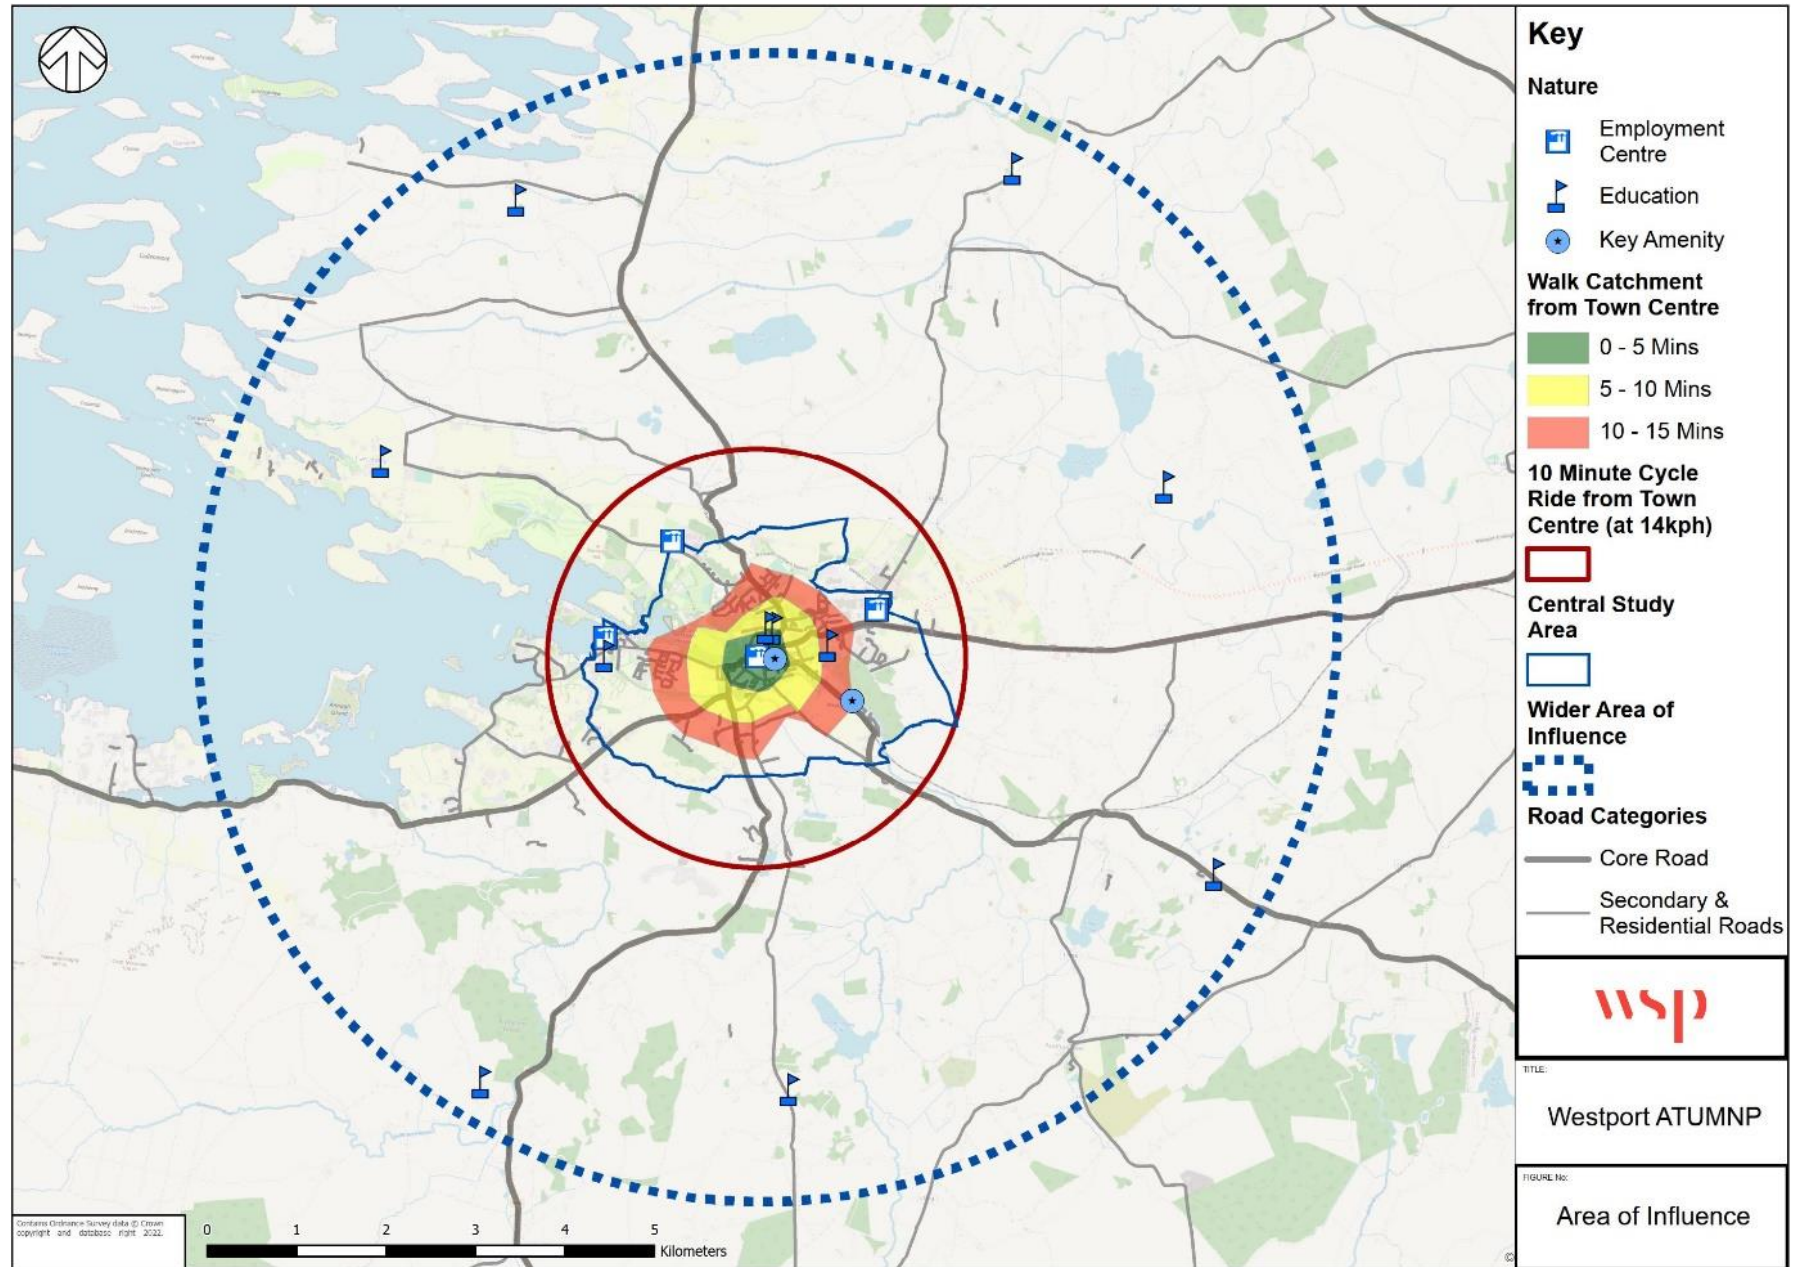 Key
Nature
Employment
Centre
Education
Key Amenity
Walk Catchment
from Town Centre
0 - 5 Mins
5 - 10 Mins
10 - 15 Mins
10 Minute Cycle
Ride from Town
Centre (at 14kph)
Central Study
Area
Wider Area of
Influence
Road Categories
Core Road
Secondary &
Residential Roads
wsp
TITLE:
Westport ATUMNP
FIGURE No:
Area of Influence
Contains Ordnance Survey data © Crown
copyright and database right 2022.
0 1 2 3 4 5
Kilometers
©